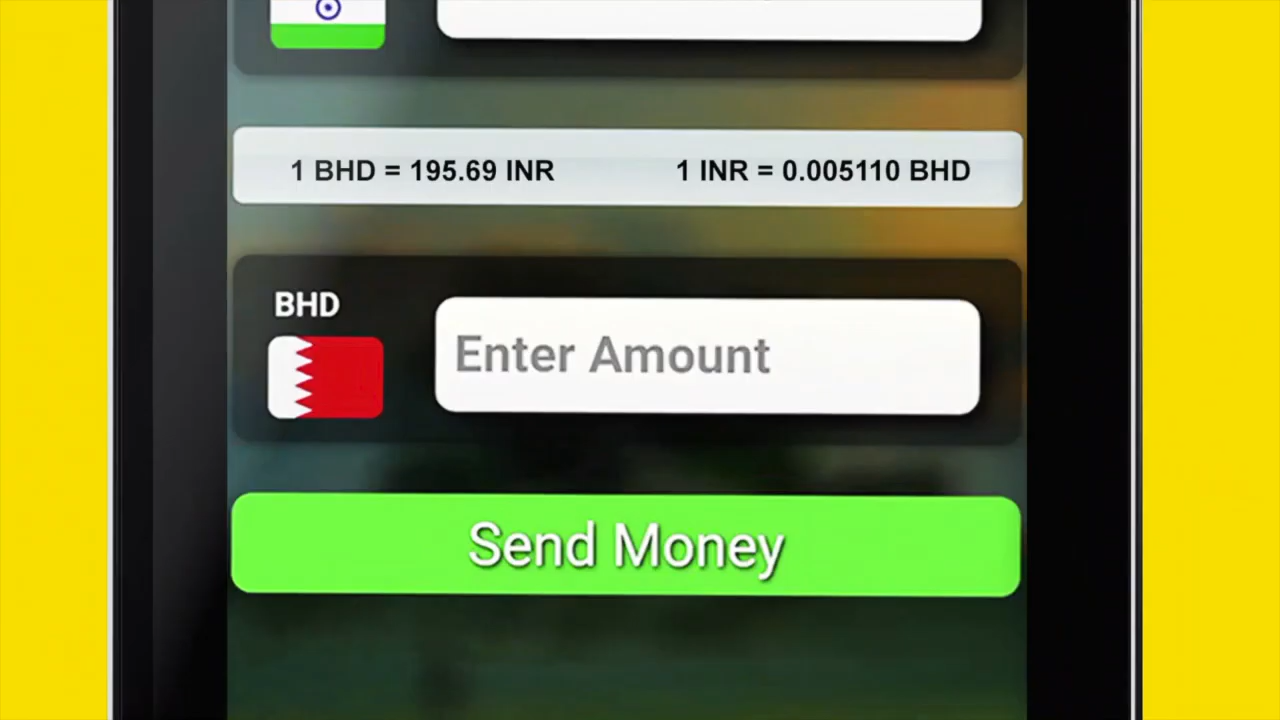 1 BHD = 195.69 INR 1 INR = 0.005110 BHD
BHD
Enter Amount
Send Money